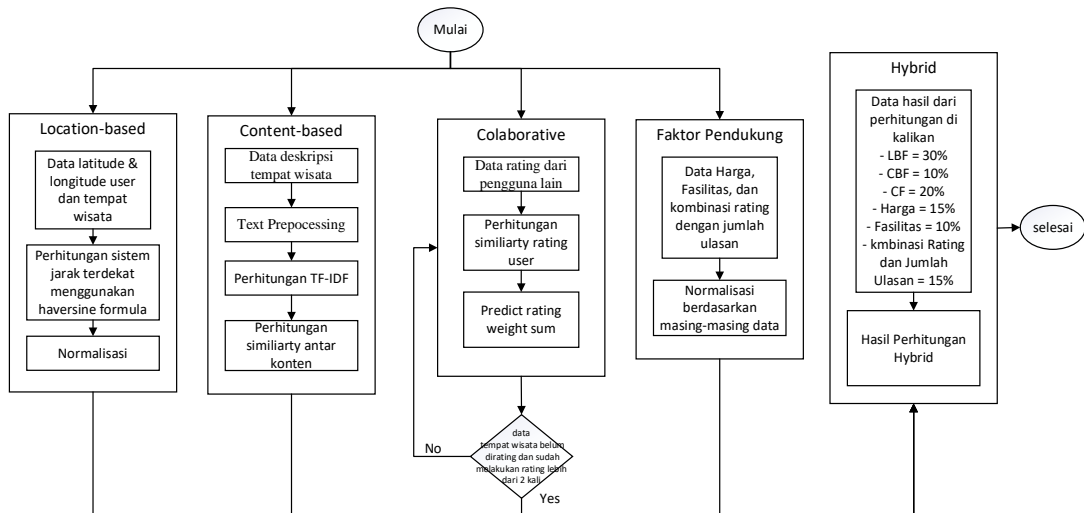 Mulai
Location-based
Data latitude &
longitude user
dan tempat
wisata
Perhitungan sistem
jarak terdekat
menggunakan
haversine formula
Normalisasi
Content-based
Data deskripsi
tempat wisata
Text Prepocessing
Perhitungan TF-IDF
Perhitungan
similiarty antar
konten
Colaborative
Data rating dari
pengguna lain
Perhitungan
similiarty rating
user
Predict rating
weight sum
data
tempat wisata belum
dirating dan sudah
melakukan rating lebih
dari 2 kali
No
Yes
Faktor Pendukung
Data Harga,
Fasilitas, dan
kombinasi rating
dengan jumlah
ulasan
Normalisasi
berdasarkan
masing-masing data
Hybrid
Data hasil dari
perhitungan di
kalikan
- LBF = 30%
- CBF = 10%
- CF = 20%
- Harga = 15%
- Fasilitas = 10%
- kmbinasi Rating
dan Jumlah
Ulasan = 15%
Hasil Perhitungan
Hybrid
selesai